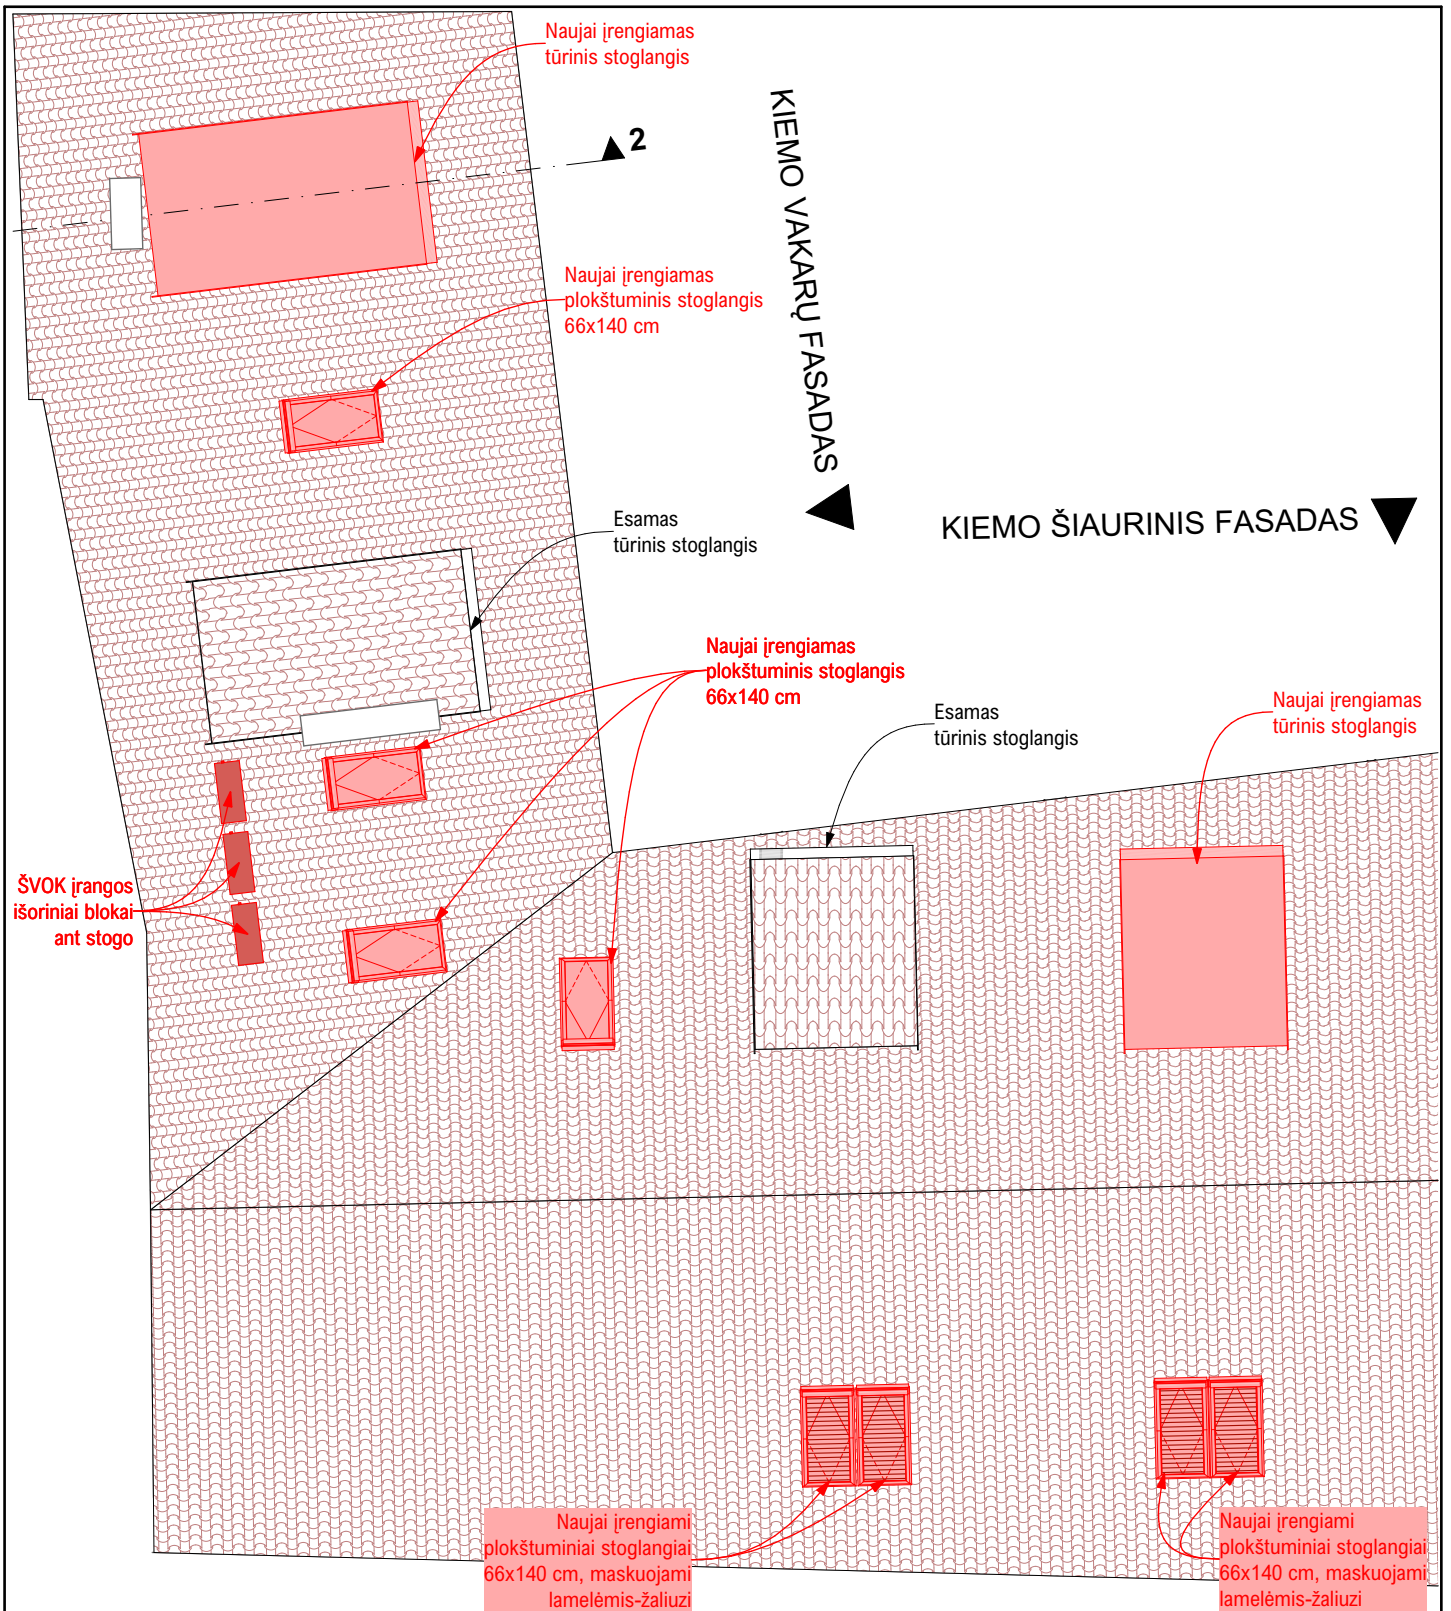 Naujai įrengiamas
tūrinis stoglangis
2
KIEMO VAKARŲ FASADAS
Naujai įrengiamas
plokštuminis stoglangis
66x140 cm
Esamas
tūrinis stoglangis
KIEMO ŠIAURINIS FASADAS
Naujai įrengiamas
plokštuminis stoglangis
66x140 cm
Esamas
tūrinis stoglangis
Naujai įrengiamas
tūrinis stoglangis
ŠVOK įrangos
išoriniai blokai
ant stogo
Naujai įrengiami
plokštuminiai stoglangiai
66x140 cm, maskuojami
lamelėmis-žaliuzi
Naujai įrengiami
plokštuminiai stoglangiai
66x140 cm, maskuojami
lamelėmis-žaliuzi